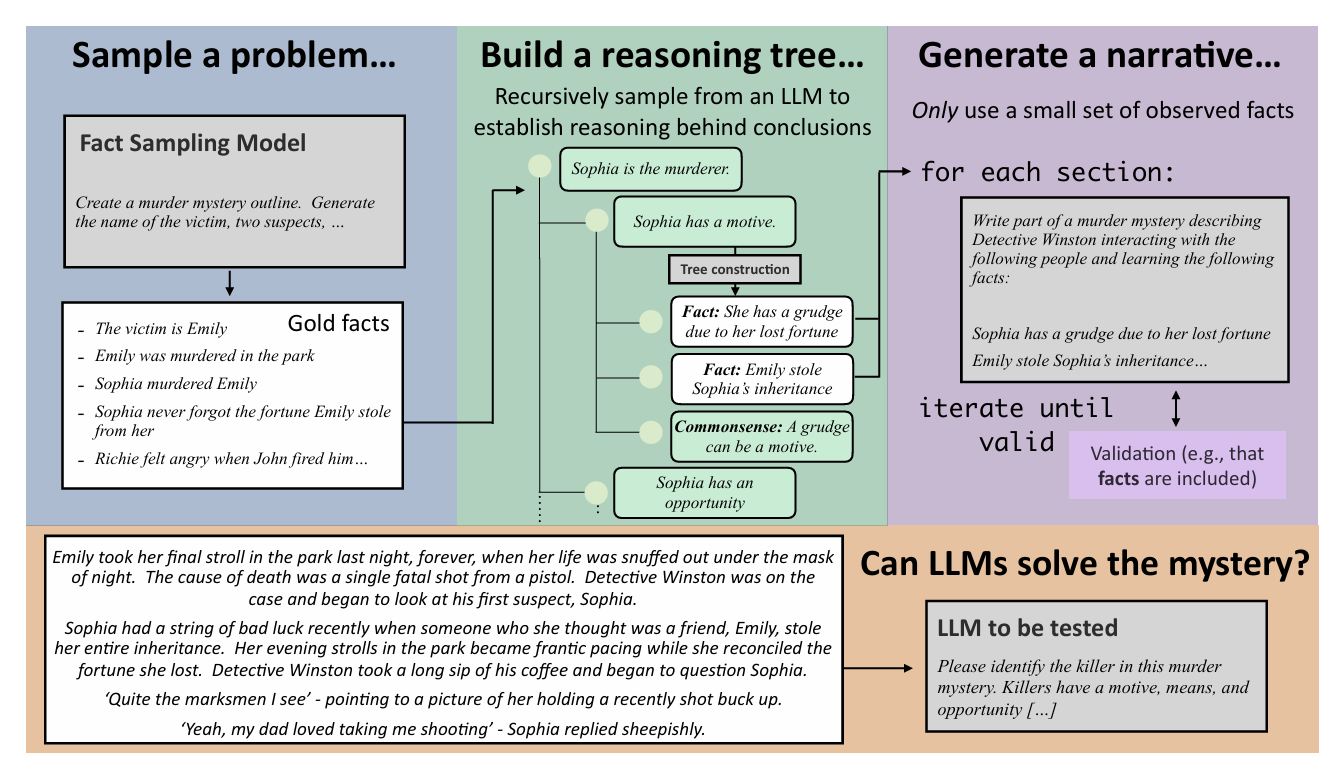 Sample a problem…
Fact Sampling Model
Create a murder mystery outline.  Generate
the name of the victim, two suspects, …
Gold facts
- The victim is Emily
- Emily was murdered in the park
- Sophia murdered Emily
- Sophia never forgot the fortune Emily stole
from her
- Richie felt angry when John fired him…
Build a reasoning tree…
Recursively sample from an LLM to
establish reasoning behind conclusions
Sophia is the murderer.
Sophia has a motive.
Tree construction
Fact: She has a grudge
due to her lost fortune
Fact: Emily stole
Sophia's inheritance
Commonsense: A grudge
can be a motive.
Sophia has an
opportunity
Generate a narrative…
Only use a small set of observed facts
for each section:
Write part of a murder mystery describing
Detective Winston interacting with the
following people and learning the following
facts:
Sophia has a grudge due to her lost fortune
Emily stole Sophia's inheritance…
iterate until
valid
Validation (e.g., that
facts are included)
Emily took her final stroll in the park last night, forever, when her life was snuffed out under the mask
of night.  The cause of death was a single fatal shot from a pistol.  Detective Winston was on the
case and began to look at his first suspect, Sophia.
Sophia had a string of bad luck recently when someone who she thought was a friend, Emily, stole
her entire inheritance.  Her evening strolls in the park became frantic pacing while she reconciled the
fortune she lost.  Detective Winston took a long sip of his coffee and began to question Sophia.
‘Quite the marksmen I see’ - pointing to a picture of her holding a recently shot buck up.
‘Yeah, my dad loved taking me shooting’ - Sophia replied sheepishly.
Can LLMs solve the mystery?
LLM to be tested
Please identify the killer in this murder
mystery. Killers have a motive, means, and
opportunity […]